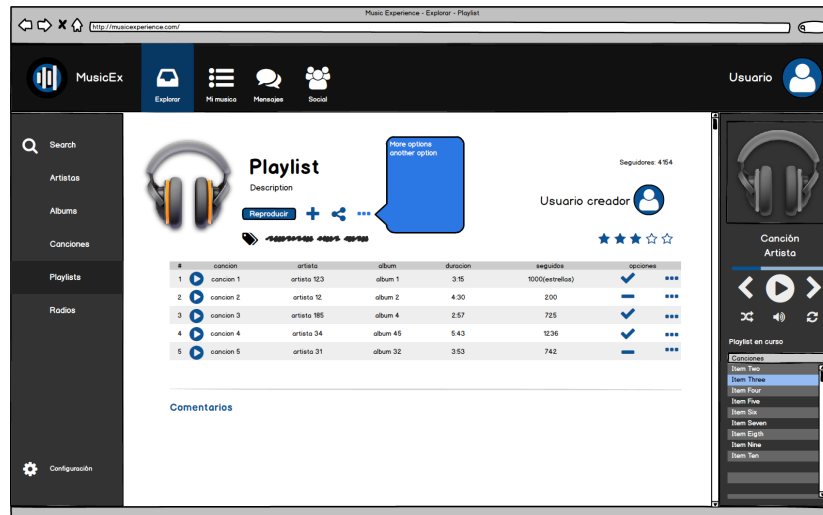 Music Experience - Explorar - Playlist
http://musicexperience.com/
MusicEx
Explorar
Mi musica
Mensajes
Social
Usuario
Search
Artistas
Albums
Canciones
Playlists
Radios
Configuraciòn
Playlist
Description
Reproducir
More options
another option
Seguidores: 4154
Usuario creador
# cancion artista album duracion seguidos opciones
1 cancion 1 artista 123 album 1 3:15 1000(estrellas)
2 cancion 2 artista 12 album 2 4:30 200
3 cancion 3 artista 185 album 4 2:57 725
4 cancion 4 artista 34 album 45 5:43 1236
5 cancion 5 artista 31 album 32 3:53 742
Comentarios
Canciòn
Artista
Playlist en curso
Canciones
Item Two
Item Three
Item Four
Item Five
Item Six
Item Seven
Item Eigth
Item Nine
Item Ten